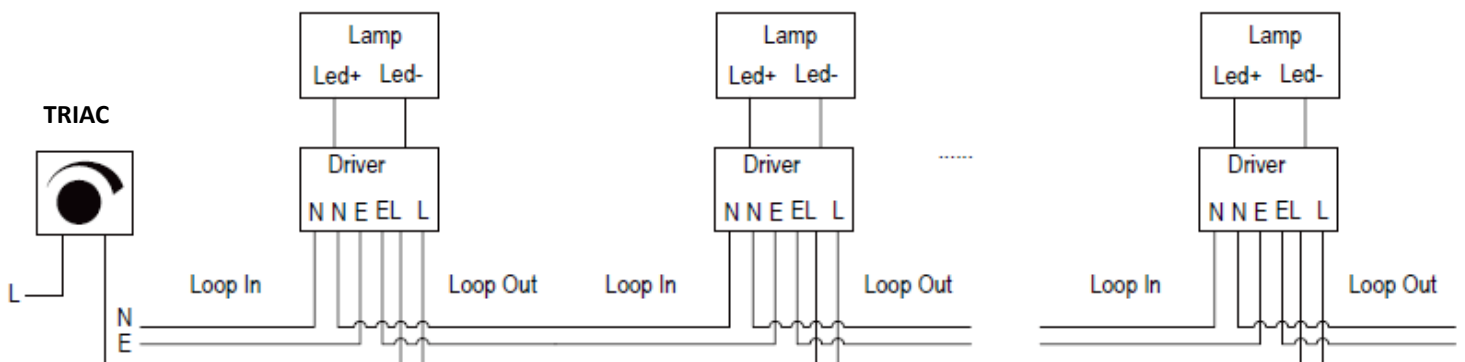 Lamp Lamp Lamp
Led+ Led- Led+ Led- Led+ Led-
TRIAC
Driver Driver ...... Driver
N N E EL L N N E EL L N N E EL L
L Loop In Loop Out Loop In Loop Out Loop In Loop Out
N
E